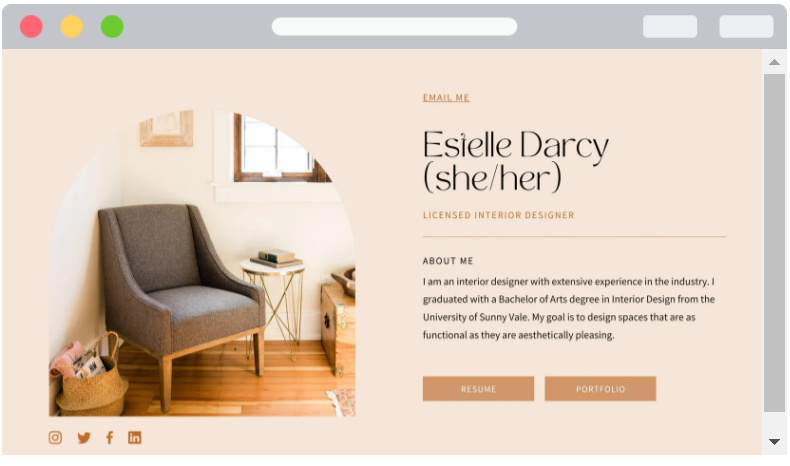 EMAIL ME
Estelle Darcy
(she/her)
LICENSED INTERIOR DESIGNER
ABOUT ME
I am an interior designer with extensive experience in the industry. I
graduated with a Bachelor of Arts degree in Interior Design from the
University of Sunny Vale. My goal is to design spaces that are as
functional as they are aesthetically pleasing.
RESUME
PORTFOLIO